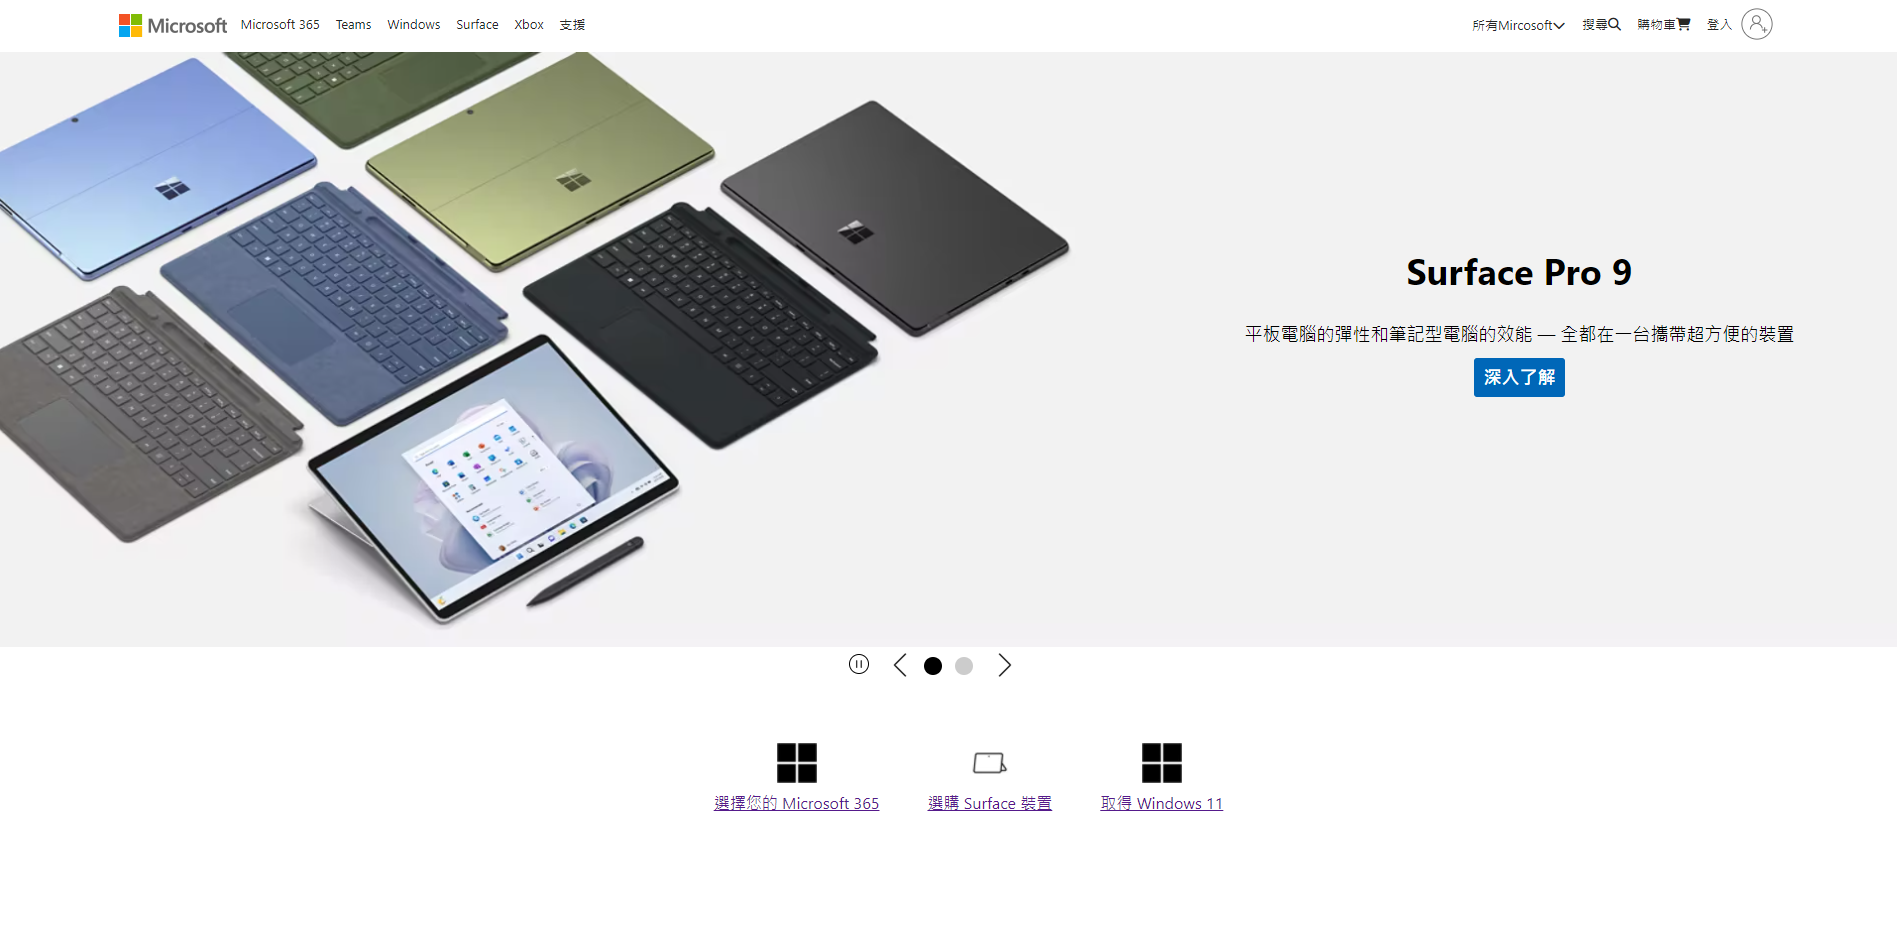 Microsoft
Microsoft 365
Teams
Windows
Surface
Xbox
支援
所有Mircosoft
搜尋
購物車
登入
Surface Pro 9
平板電腦的彈性和筆記型電腦的效能 — 全都在一台攜帶超方便的裝置
深入了解
選擇您的 Microsoft 365
選購 Surface 裝置
取得 Windows 11